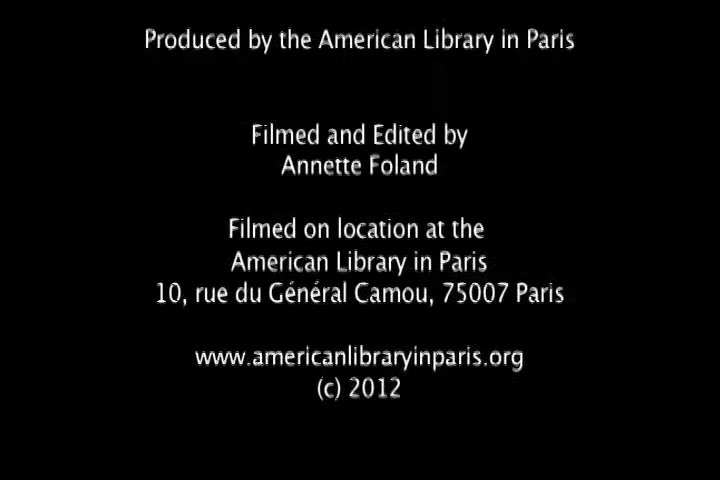 Produced by the American Library in Paris
Filmed and Edited by
Annette Foland
Filmed on location at the
American Library in Paris
10, rue du Général Camou, 75007 Paris
www.americanlibraryinparis.org
(c) 2012